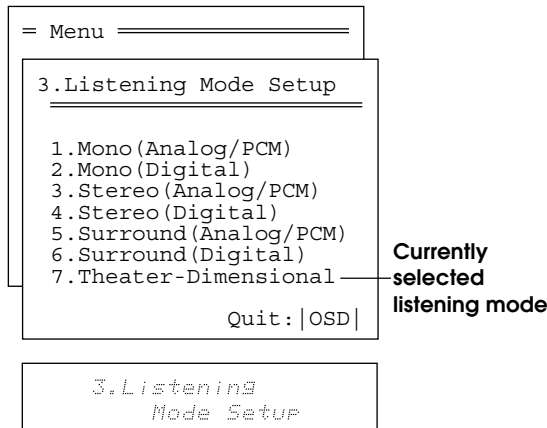 = Menu
3.Listening Mode Setup
1.Mono(Analog/PCM)
2.Mono(Digital)
3.Stereo(Analog/PCM)
4.Stereo(Digital)
5.Surround(Analog/PCM)
6.Surround(Digital)
7.Theater-Dimensional
Currently
selected
listening mode
Quit:|OSD|
3.Listening
Mode Setup